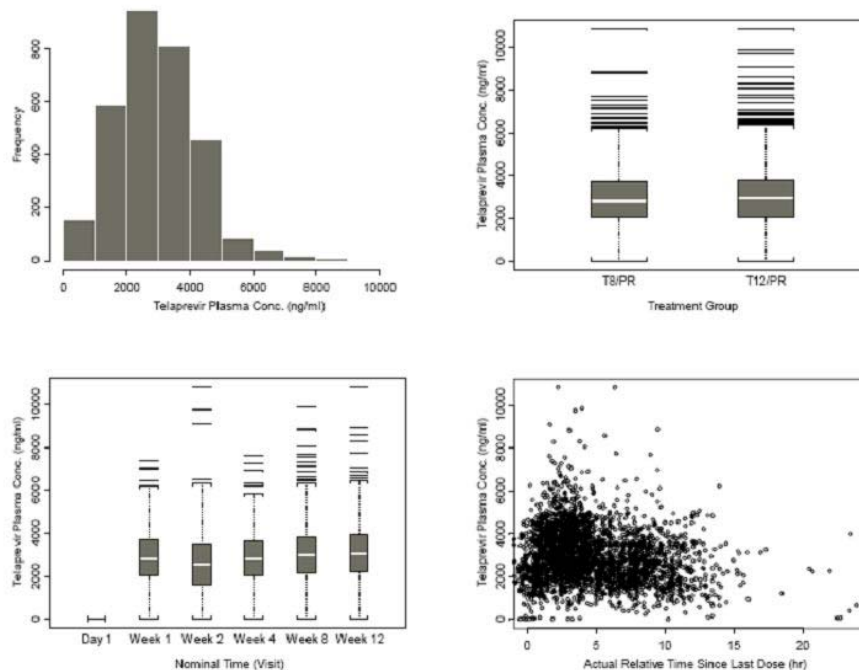 Frequency
0 200 400 600 800
0 2000 4000 6000 8000 10000
Telaprevir Plasma Conc. (ng/ml)
Telaprevir Plasma Conc. (ng/ml)
0 2000 4000 6000 8000 10000
T8/PR T12/PR
Treatment Group
Telaprevir Plasma Conc. (ng/ml)
0 2000 4000 6000 8000 10000
Day 1 Week 1 Week 2 Week 4 Week 8 Week 12
Nominal Time (Visit)
Telaprevir Plasma Conc. (ng/ml)
0 2000 4000 6000 8000 10000
0 5 10 15 20
Actual Relative Time Since Last Dose (hr)